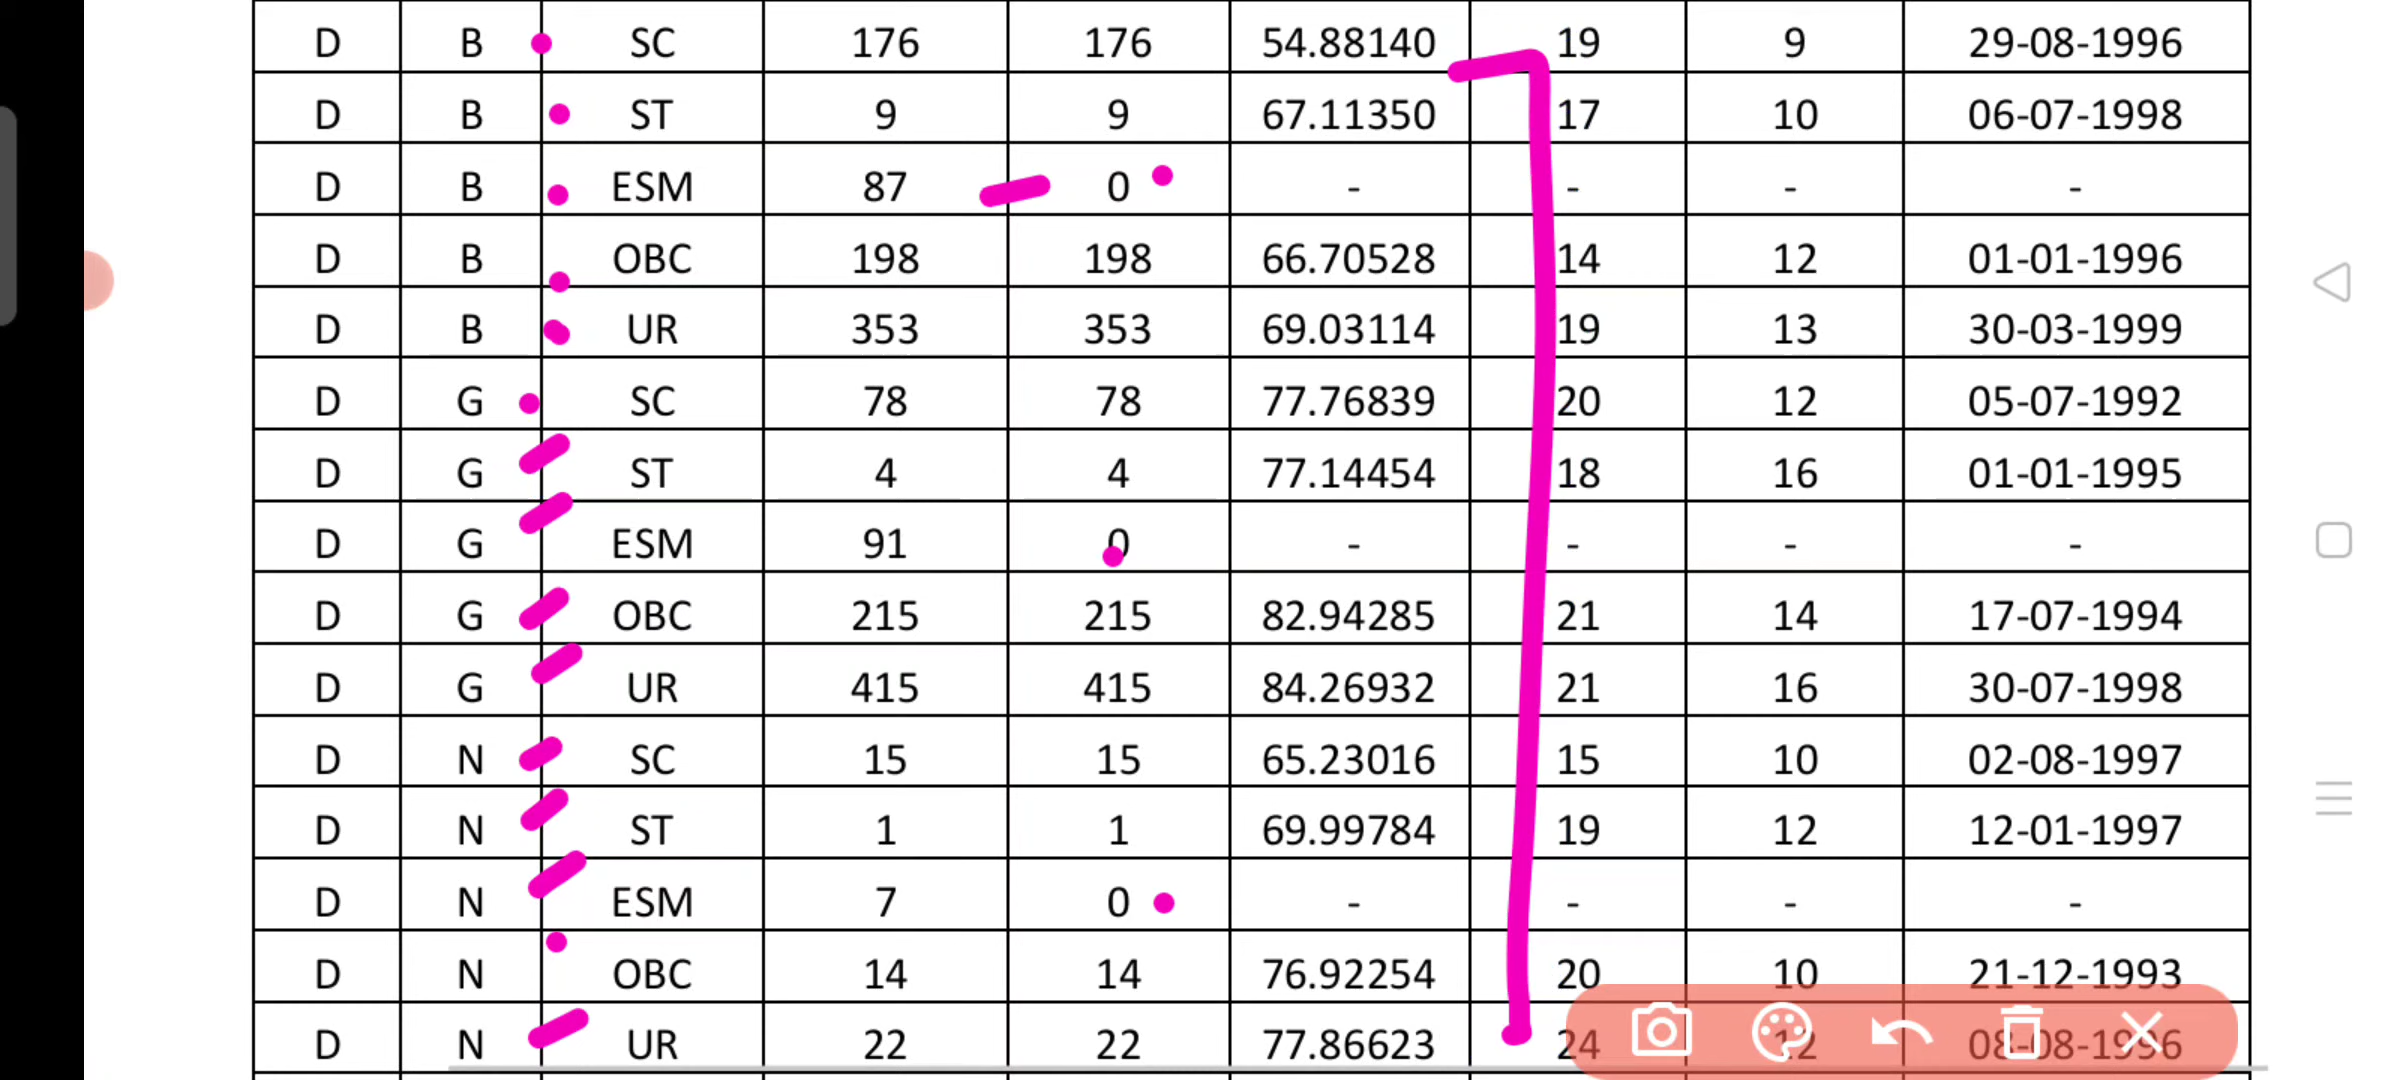 D B SC 176 176 54.88140 19 9 29-08-1996
D B ST 9 9 67.11350 17 10 06-07-1998
D B ESM 87 0 - - - -
D B OBC 198 198 66.70528 14 12 01-01-1996
D B UR 353 353 69.03114 19 13 30-03-1999
D G SC 78 78 77.76839 20 12 05-07-1992
D G ST 4 4 77.14454 18 16 01-01-1995
D G ESM 91 0 - - - -
D G OBC 215 215 82.94285 21 14 17-07-1994
D G UR 415 415 84.26932 21 16 30-07-1998
D N SC 15 15 65.23016 15 10 02-08-1997
D N ST 1 1 69.99784 19 12 12-01-1997
D N ESM 7 0 - - - -
D N OBC 14 14 76.92254 20 10 21-12-1993
D N UR 22 22 77.86623 24 12 08-08-1996